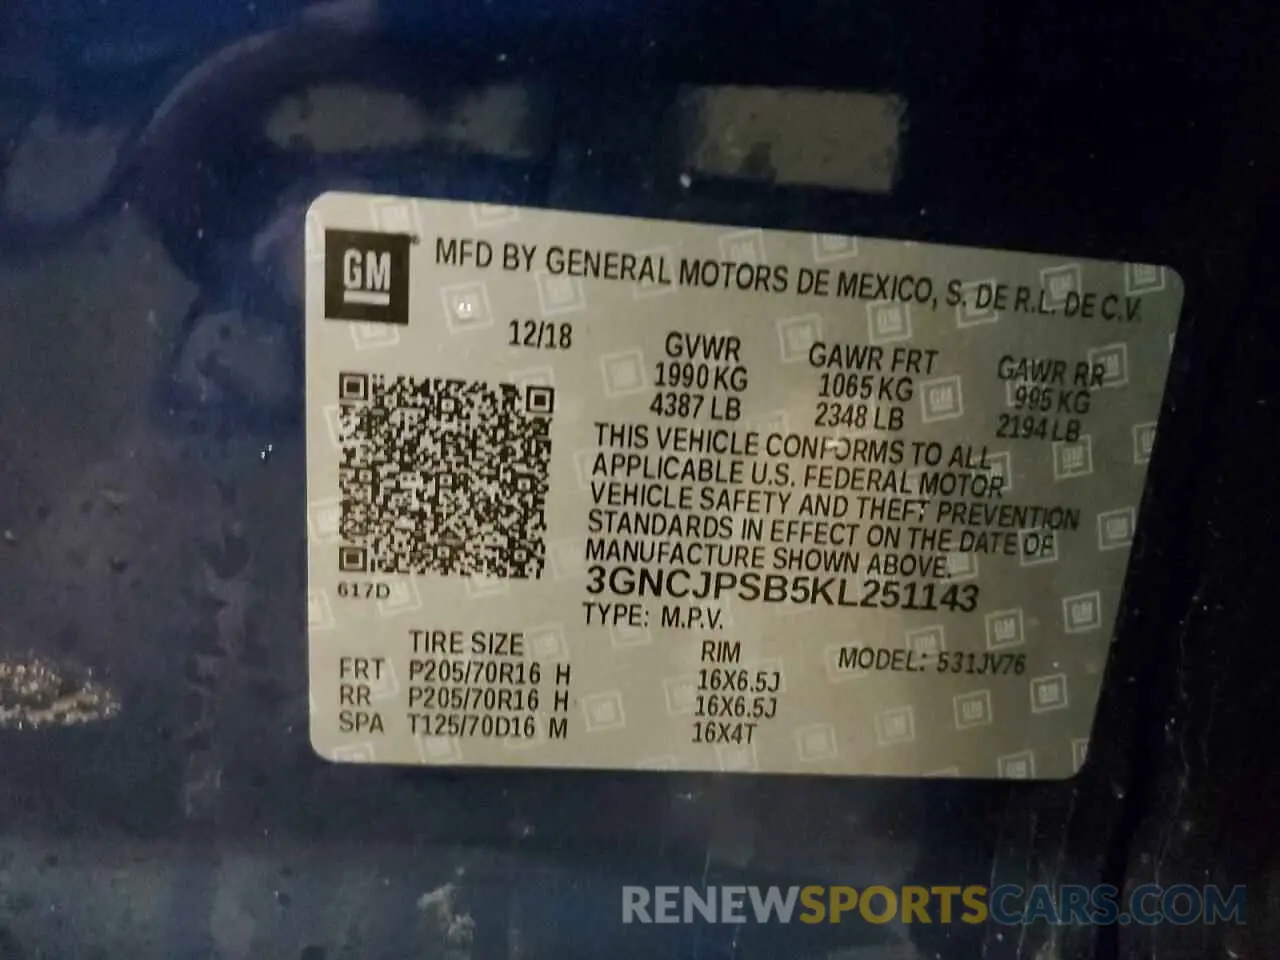 GM MFD BY GENERAL MOTORS DE MEXICO, S. DE R.L. DE C.V.
12/18 GVWR GAWR FRT GAWR RR
1990 KG 1065 KG 995 KG
4387 LB 2348 LB 2194 LB
THIS VEHICLE CONFORMS TO ALL
APPLICABLE U.S. FEDERAL MOTOR
VEHICLE SAFETY AND THEFT PREVENTION
STANDARDS IN EFFECT ON THE DATE OF
MANUFACTURE SHOWN ABOVE.
617D 3GNCJPSB5KL251143
TYPE: M.P.V.
TIRE SIZE RIM MODEL: 531JV76
FRT P205/70R16 H 16X6.5J
RR P205/70R16 H 16X6.5J
SPA T125/70D16 M 16X4T
RENEWSPORTSCARS.COM